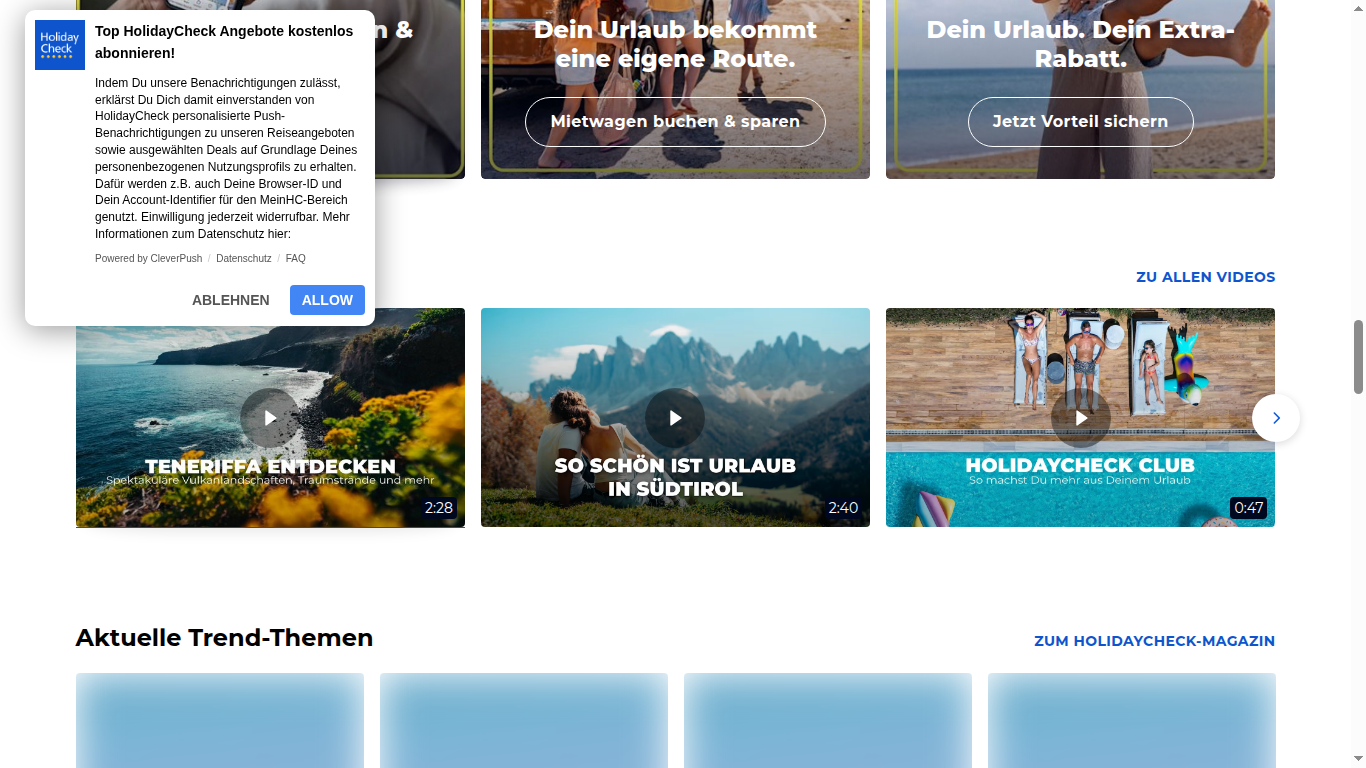 Holiday
Check
Top HolidayCheck Angebote kostenlos
abonnieren!
Indem Du unsere Benachrichtigungen zulässt,
erklärst Du Dich damit einverstanden von
HolidayCheck personalisierte Push-
Benachrichtigungen zu unseren Reiseangeboten
sowie ausgewählten Deals auf Grundlage Deines
personenbezogenen Nutzungsprofils zu erhalten.
Dafür werden z.B. auch Deine Browser-ID und
Dein Account-Identifier für den MeinHC-Bereich
genutzt. Einwilligung jederzeit widerrufbar. Mehr
Informationen zum Datenschutz hier:
Powered by CleverPush / Datenschutz / FAQ
ABLEHNEN
ALLOW
&
Dein Urlaub bekommt
eine eigene Route.
Mietwagen buchen & sparen
Dein Urlaub. Dein Extra-
Rabatt.
Jetzt Vorteil sichern
ZU ALLEN VIDEOS
TENERIFFA ENTDECKEN
Spektakuläre Vulkanlandschaften, Traumstrände und mehr
2:28
SO SCHÖN IST URLAUB
IN SÜDTIROL
2:40
HOLIDAYCHECK CLUB
So machst Du mehr aus Deinem Urlaub
0:47
Aktuelle Trend-Themen
ZUM HOLIDAYCHECK-MAGAZIN